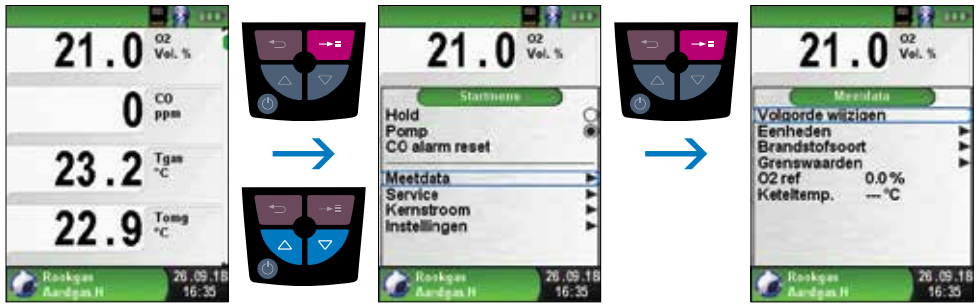 21.0 O2 Vol. %
0 CO ppm
23.2 Tgas °C
22.9 Tomg °C
Rookgas 26.09.18
Aardgas H 16:35
21.0 O2 Vol. %
Startmenu
Hold
Pomp
CO alarm reset
Meetdata
Service
Kernstroom
Instellingen
Rookgas 26.09.18
Aardgas H 16:35
21.0 O2 Vol. %
Meetdata
Volgorde wijzigen
Eenheden
Brandstofsoort
Grenswaarden
O2 ref 0.0 %
Keteltemp. --- °C
Rookgas 26.09.18
Aardgas H 16:35